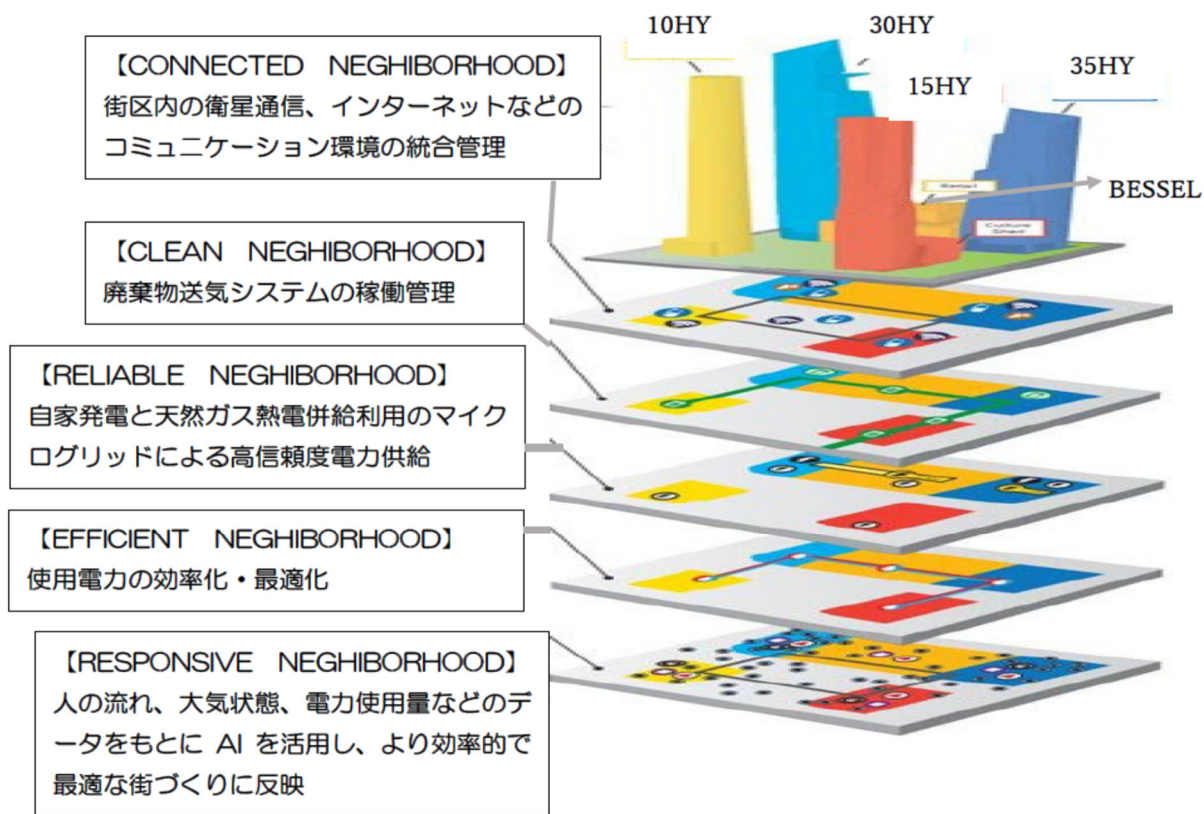 10HY
30HY
15HY
35HY
BESSEL
Culture
Shed
【CONNECTED NEGHIBORHOOD】
街区内の衛星通信、インターネットなどの
コミュニケーション環境の統合管理
【CLEAN NEGHIBORHOOD】
廃棄物送気システムの稼働管理
【RELIABLE NEGHIBORHOOD】
自家発電と天然ガス熱電併給利用のマイク
ログリッドによる高信頼度電力供給
【EFFICIENT NEGHIBORHOOD】
使用電力の効率化・最適化
【RESPONSIVE NEGHIBORHOOD】
人の流れ、大気状態、電力使用量などのデ
ータをもとに AI を活用し、より効率的で
最適な街づくりに反映